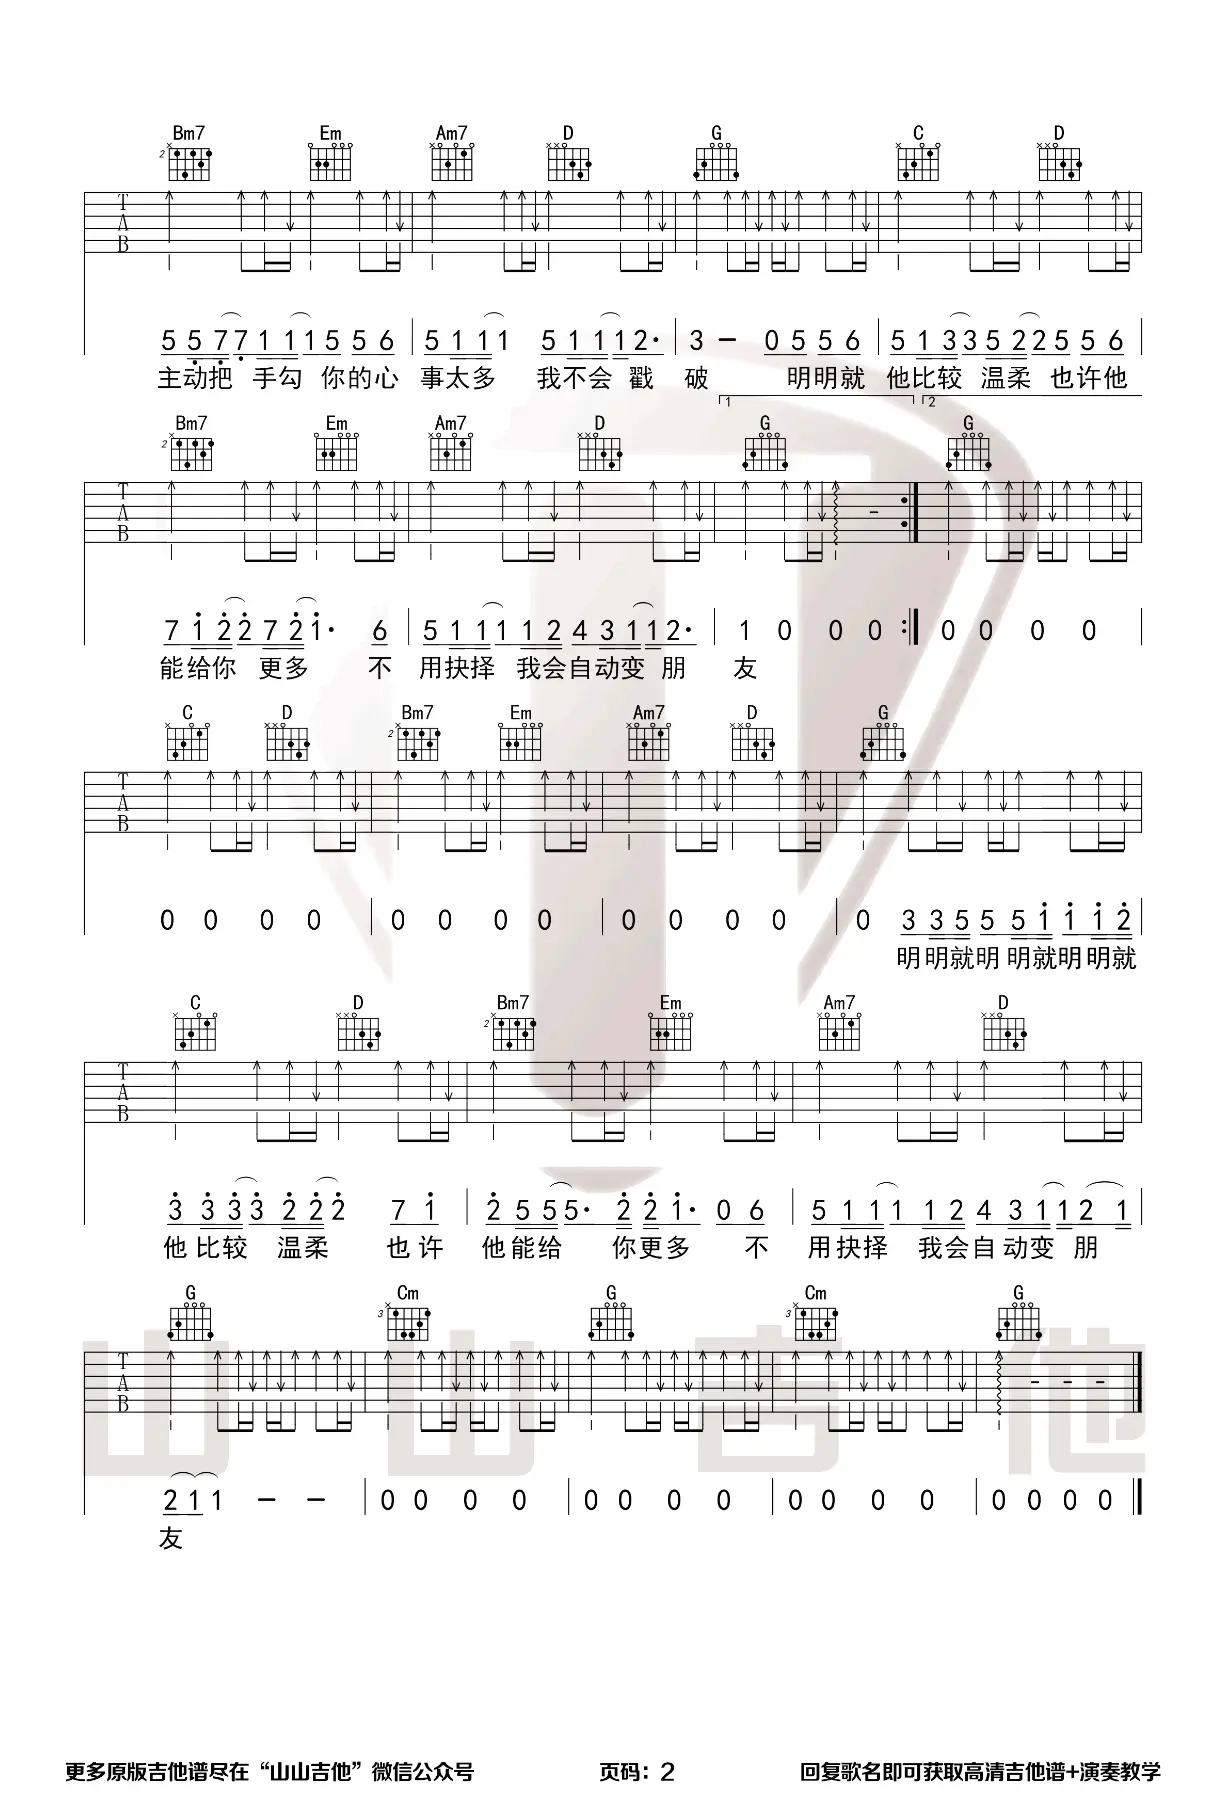 Bm7 Em Am7 D G C D
2
T
A
B
5 5 7 7 1 1 1 5 5 6 5 1 1 1 5 1 1 1 2· 3 – 0 5 5 6 5 1 3 3 5 2 2 5 5 6
主动把 手勾 你的心 事太多 我不会 戳 破 明明就 他比较 温柔 也许他
1 2
Bm7 Em Am7 D G G
2
T
A
B
7 1 2 2 7 2 1· 6 5 1 1 1 1 2 4 3 1 1 2· 1 0 0 0 0 0 0 0
能给你 更多 不 用抉择 我会自动变 朋 友
C D Bm7 Em Am7 D G
2
T
A
B
0 0 0 0 0 0 0 0 0 0 0 0 0 3 3 5 5 5 1 1 1 2
明明就明 明就明明就
C D Bm7 Em Am7 D
2
T
A
B
3 3 3 3 2 2 2 7 1 2 5 5 5· 2 2 1· 0 6 5 1 1 1 1 2 4 3 1 1 2 1
他 比较 温柔 也 许 他能给 你更多 不 用抉择 我会自动变 朋
G Cm G Cm G
3 3
T
A
B
山山吉他
2 1 1 – – 0 0 0 0 0 0 0 0 0 0 0 0 0 0 0 0
友
更多原版吉他谱尽在“山山吉他”微信公众号 页码：2 回复歌名即可获取高清吉他谱+演奏教学